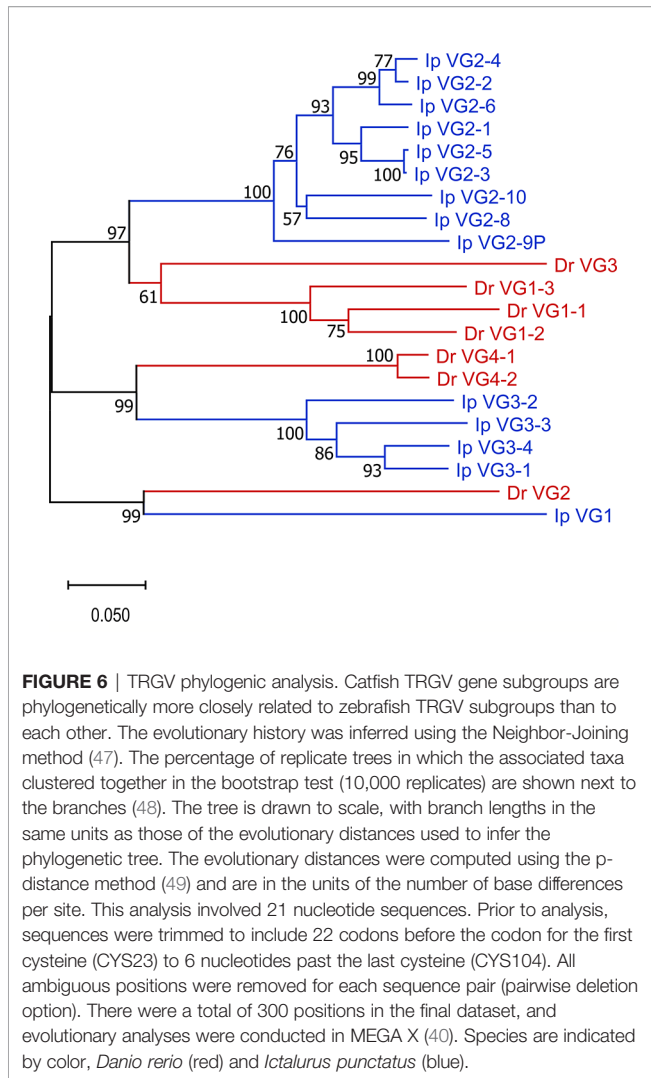 77
Ip VG2-4
99
Ip VG2-2
Ip VG2-6
93
Ip VG2-1
95
Ip VG2-5
100
Ip VG2-3
76
100
Ip VG2-10
57
Ip VG2-8
Ip VG2-9P
97
Dr VG3
61
Dr VG1-3
100
Dr VG1-1
75
Dr VG1-2
100
Dr VG4-1
Dr VG4-2
99
Ip VG3-2
100
Ip VG3-3
86
Ip VG3-4
93
Ip VG3-1
Dr VG2
99
Ip VG1
0.050
FIGURE 6 | TRGV phylogenic analysis. Catfish TRGV gene subgroups are
phylogenetically more closely related to zebrafish TRGV subgroups than to
each other. The evolutionary history was inferred using the Neighbor-Joining
method (47). The percentage of replicate trees in which the associated taxa
clustered together in the bootstrap test (10,000 replicates) are shown next to
the branches (48). The tree is drawn to scale, with branch lengths in the
same units as those of the evolutionary distances used to infer the
phylogenetic tree. The evolutionary distances were computed using the p-
distance method (49) and are in the units of the number of base differences
per site. This analysis involved 21 nucleotide sequences. Prior to analysis,
sequences were trimmed to include 22 codons before the codon for the first
cysteine (CYS23) to 6 nucleotides past the last cysteine (CYS104). All
ambiguous positions were removed for each sequence pair (pairwise deletion
option). There were a total of 300 positions in the final dataset, and
evolutionary analyses were conducted in MEGA X (40). Species are indicated
by color, Danio rerio (red) and Ictalurus punctatus (blue).